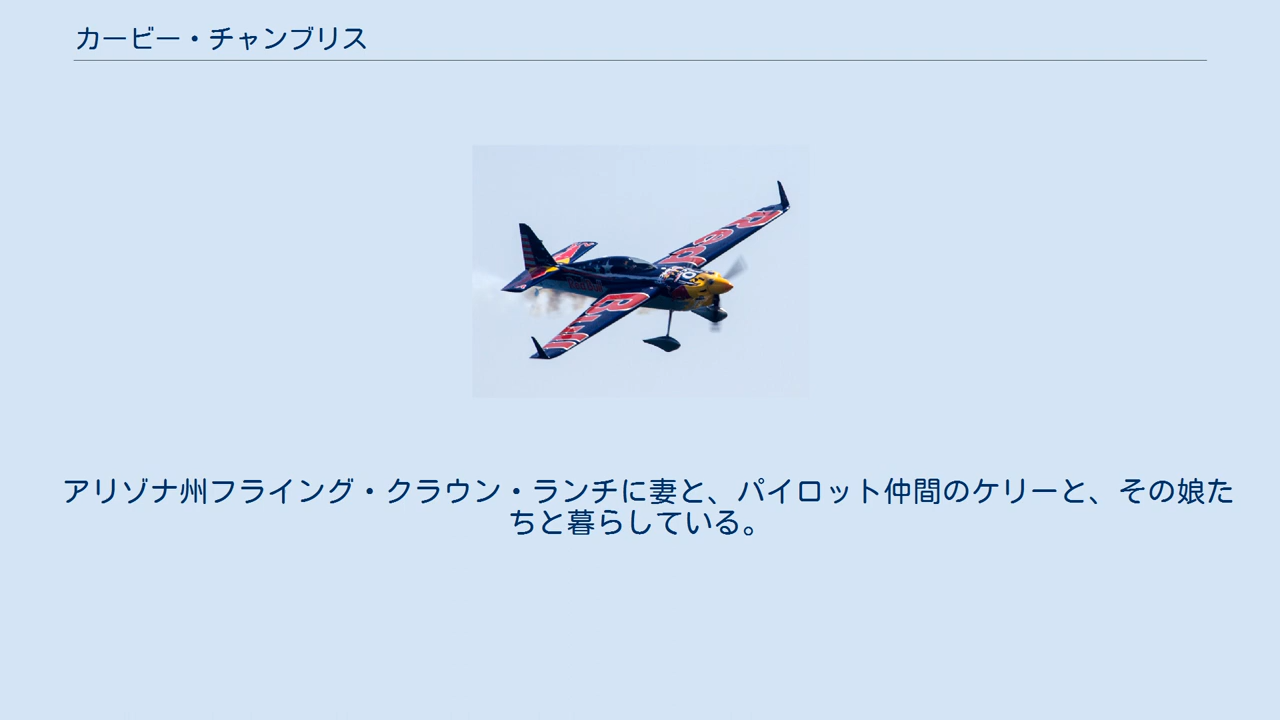 カービー・チャンブリス
Red
Bull
アリゾナ州フライング・クラウン・ランチに妻と、パイロット仲間のケリーと、その娘た
ちと暮らしている。